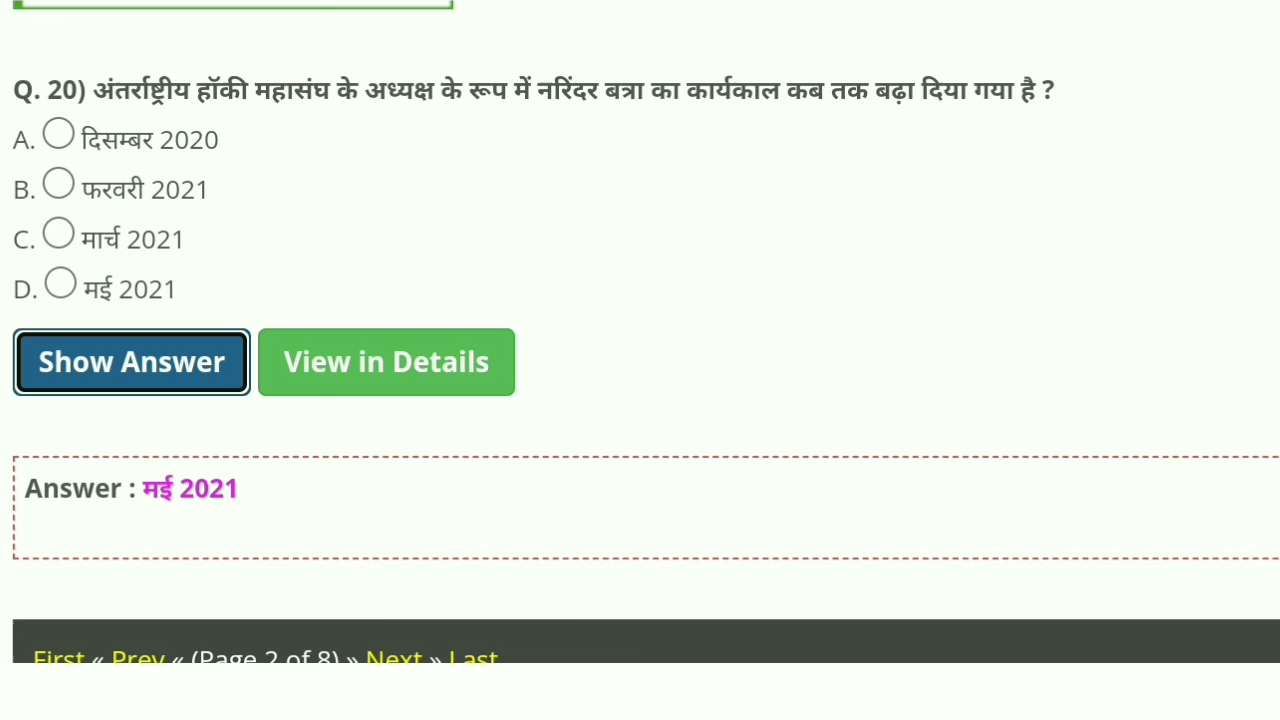 Q. 20) अंतर्राष्ट्रीय हॉकी महासंघ के अध्यक्ष के रूप में नरिंदर बत्रा का कार्यकाल कब तक बढ़ा दिया गया है ?
A. दिसम्बर 2020
B. फरवरी 2021
C. मार्च 2021
D. मई 2021
Show Answer View in Details
Answer : मई 2021
First « Prev « (Page 2 of 8) » Next » Last